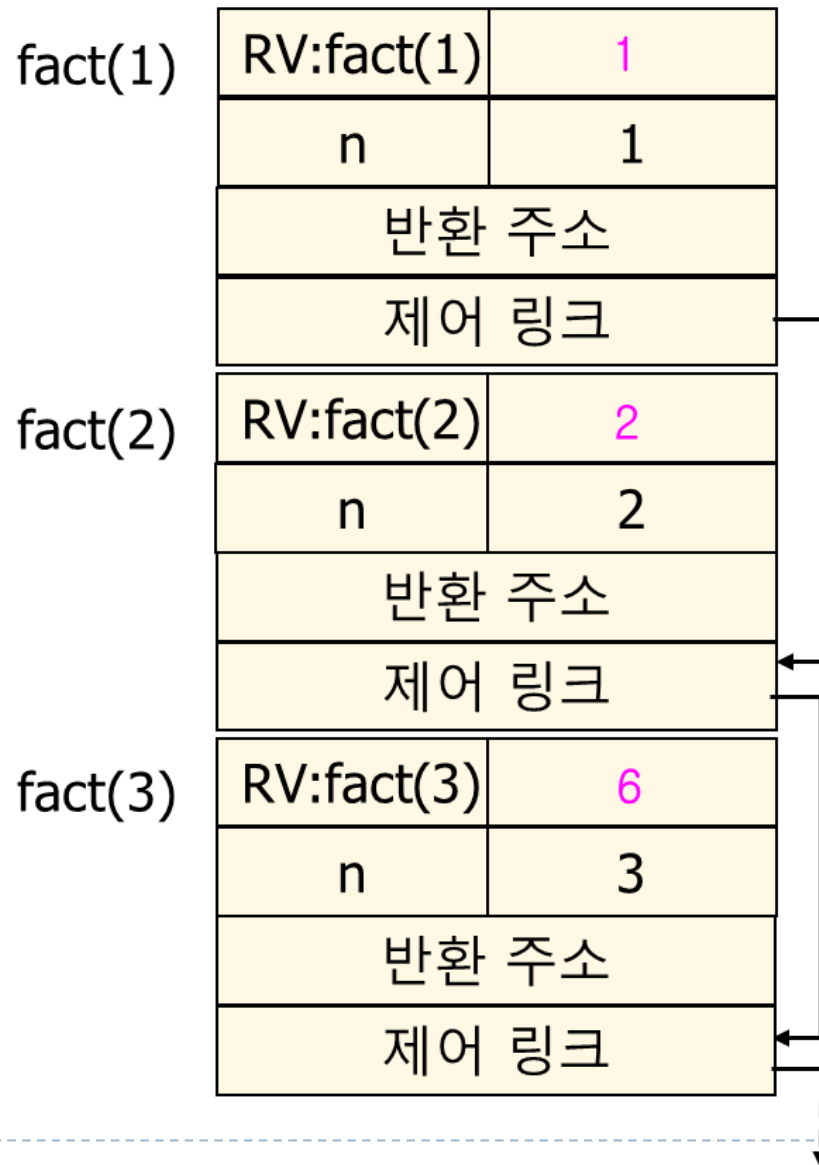 fact(1) RV:fact(1) 1
n 1
반환 주소
제어 링크
fact(2) RV:fact(2) 2
n 2
반환 주소
제어 링크
fact(3) RV:fact(3) 6
n 3
반환 주소
제어 링크